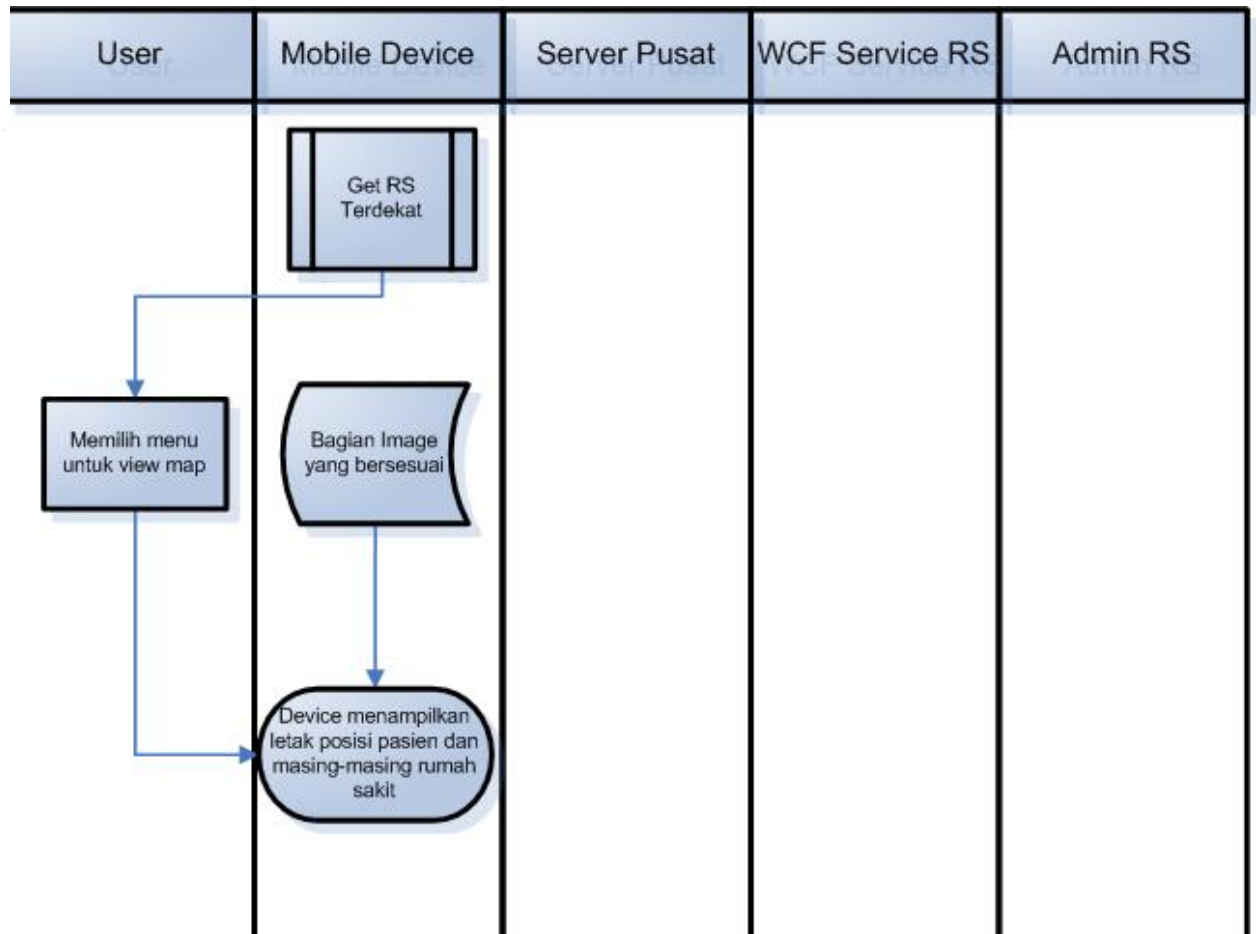 User
Mobile Device
Server Pusat
WCF Service RS
Admin RS
Get RS
Terdekat
Memilih menu
untuk view map
Bagian Image
yang bersesuai
Device menampilkan
letak posisi pasien dan
masing-masing rumah
sakit